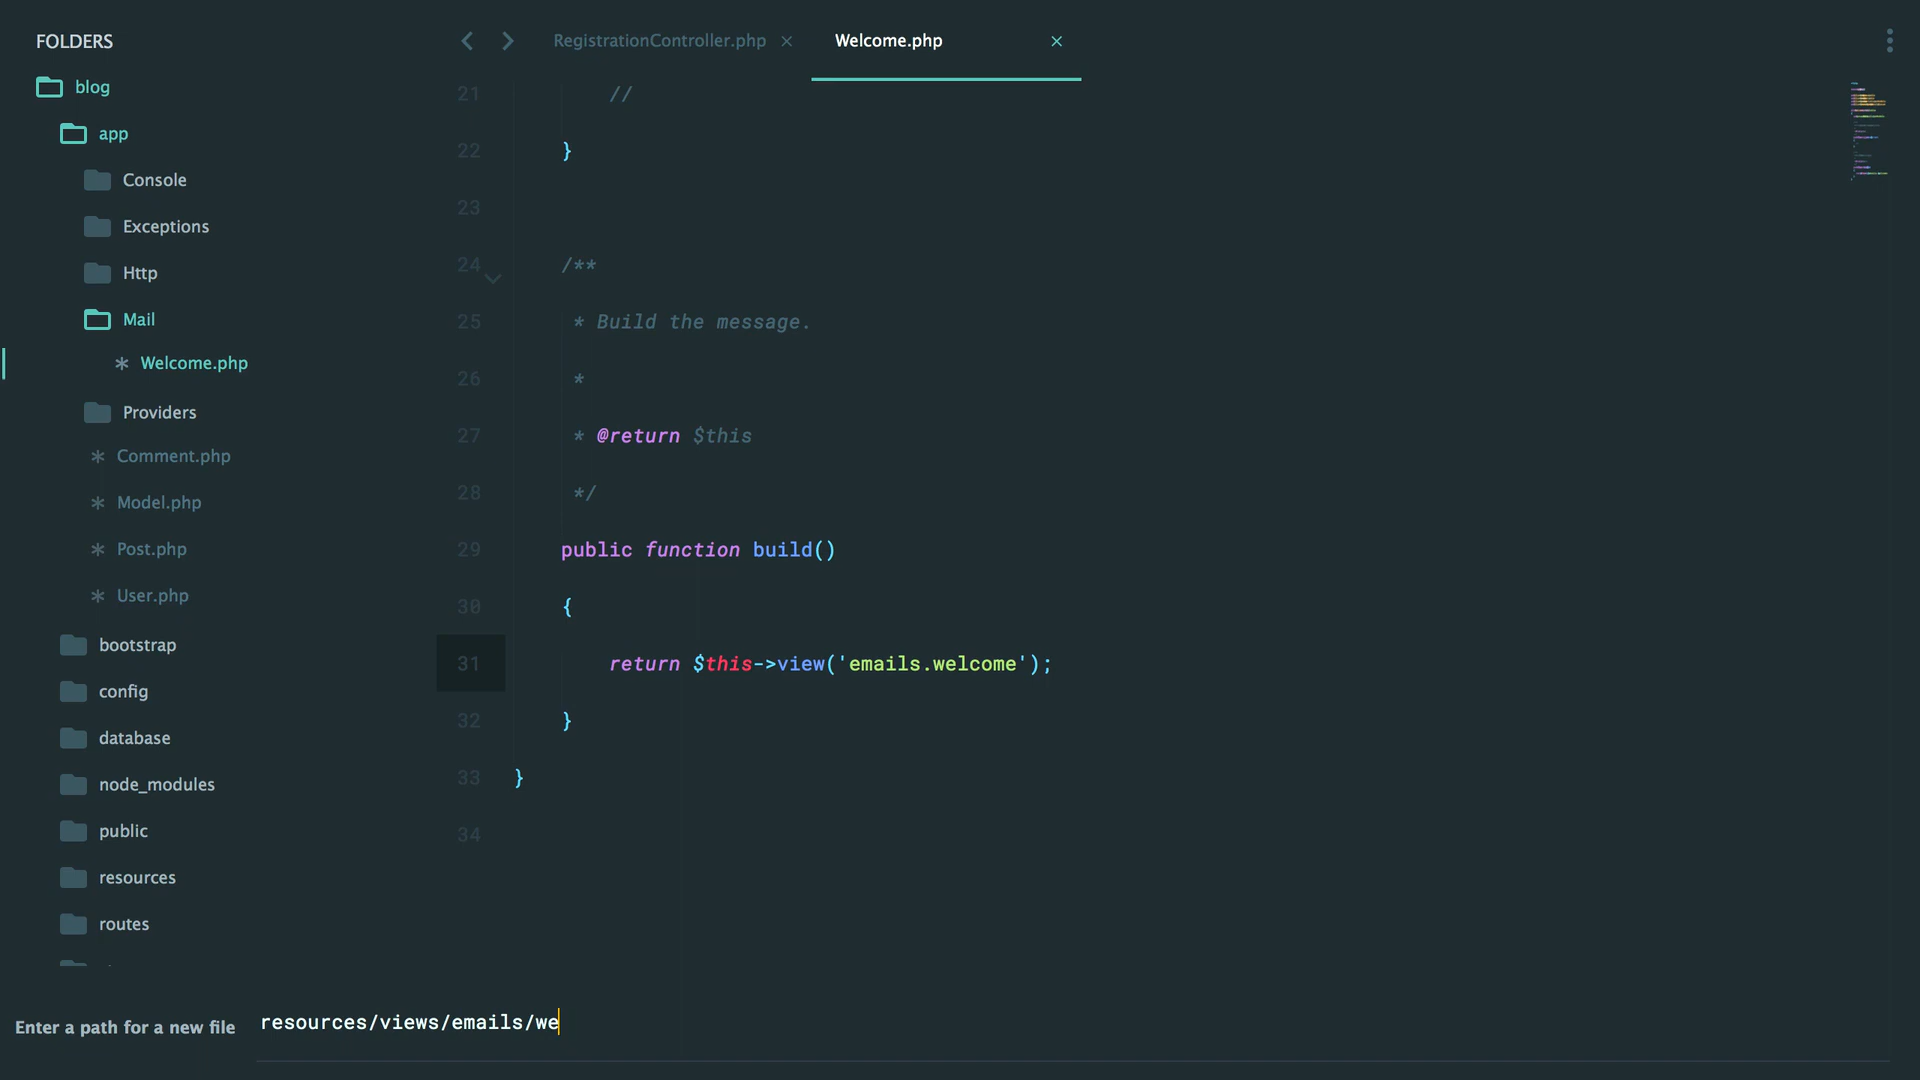 FOLDERS
blog
app
Console
Exceptions
Http
Mail
* Welcome.php
Providers
* Comment.php
* Model.php
* Post.php
* User.php
bootstrap
config
database
node_modules
public
resources
routes
RegistrationController.php ×
Welcome.php ×
21 //
22 }
23
24 /**
25 * Build the message.
26 *
27 * @return $this
28 */
29 public function build()
30 {
31 return $this->view('emails.welcome');
32 }
33 }
34
Enter a path for a new file resources/views/emails/we